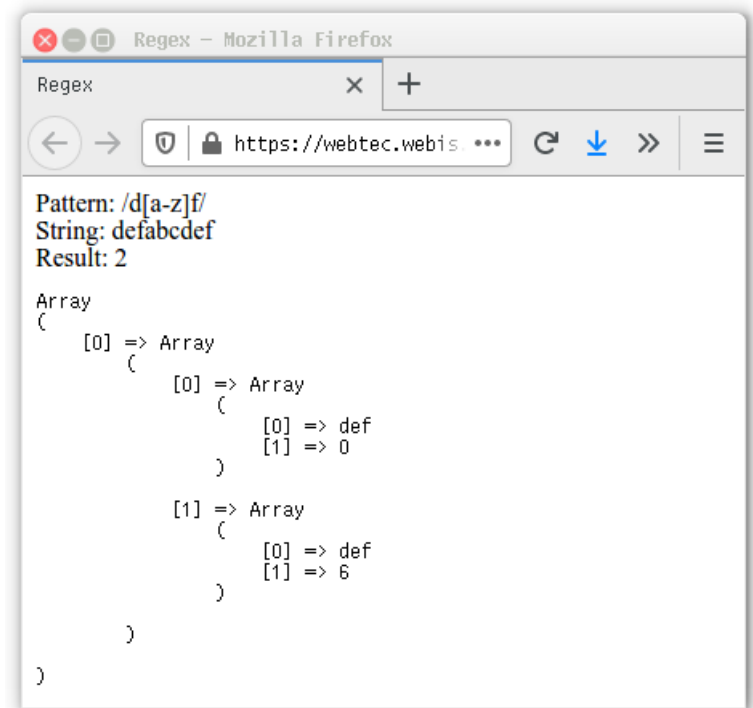 Regex – Mozilla Firefox
Regex
https://webtec.webis.
Pattern: /d[a-z]f/
String: defabcdef
Result: 2
Array
(
    [0] => Array
        (
            [0] => Array
                (
                    [0] => def
                    [1] => 0
                )

            [1] => Array
                (
                    [0] => def
                    [1] => 6
                )

        )

)